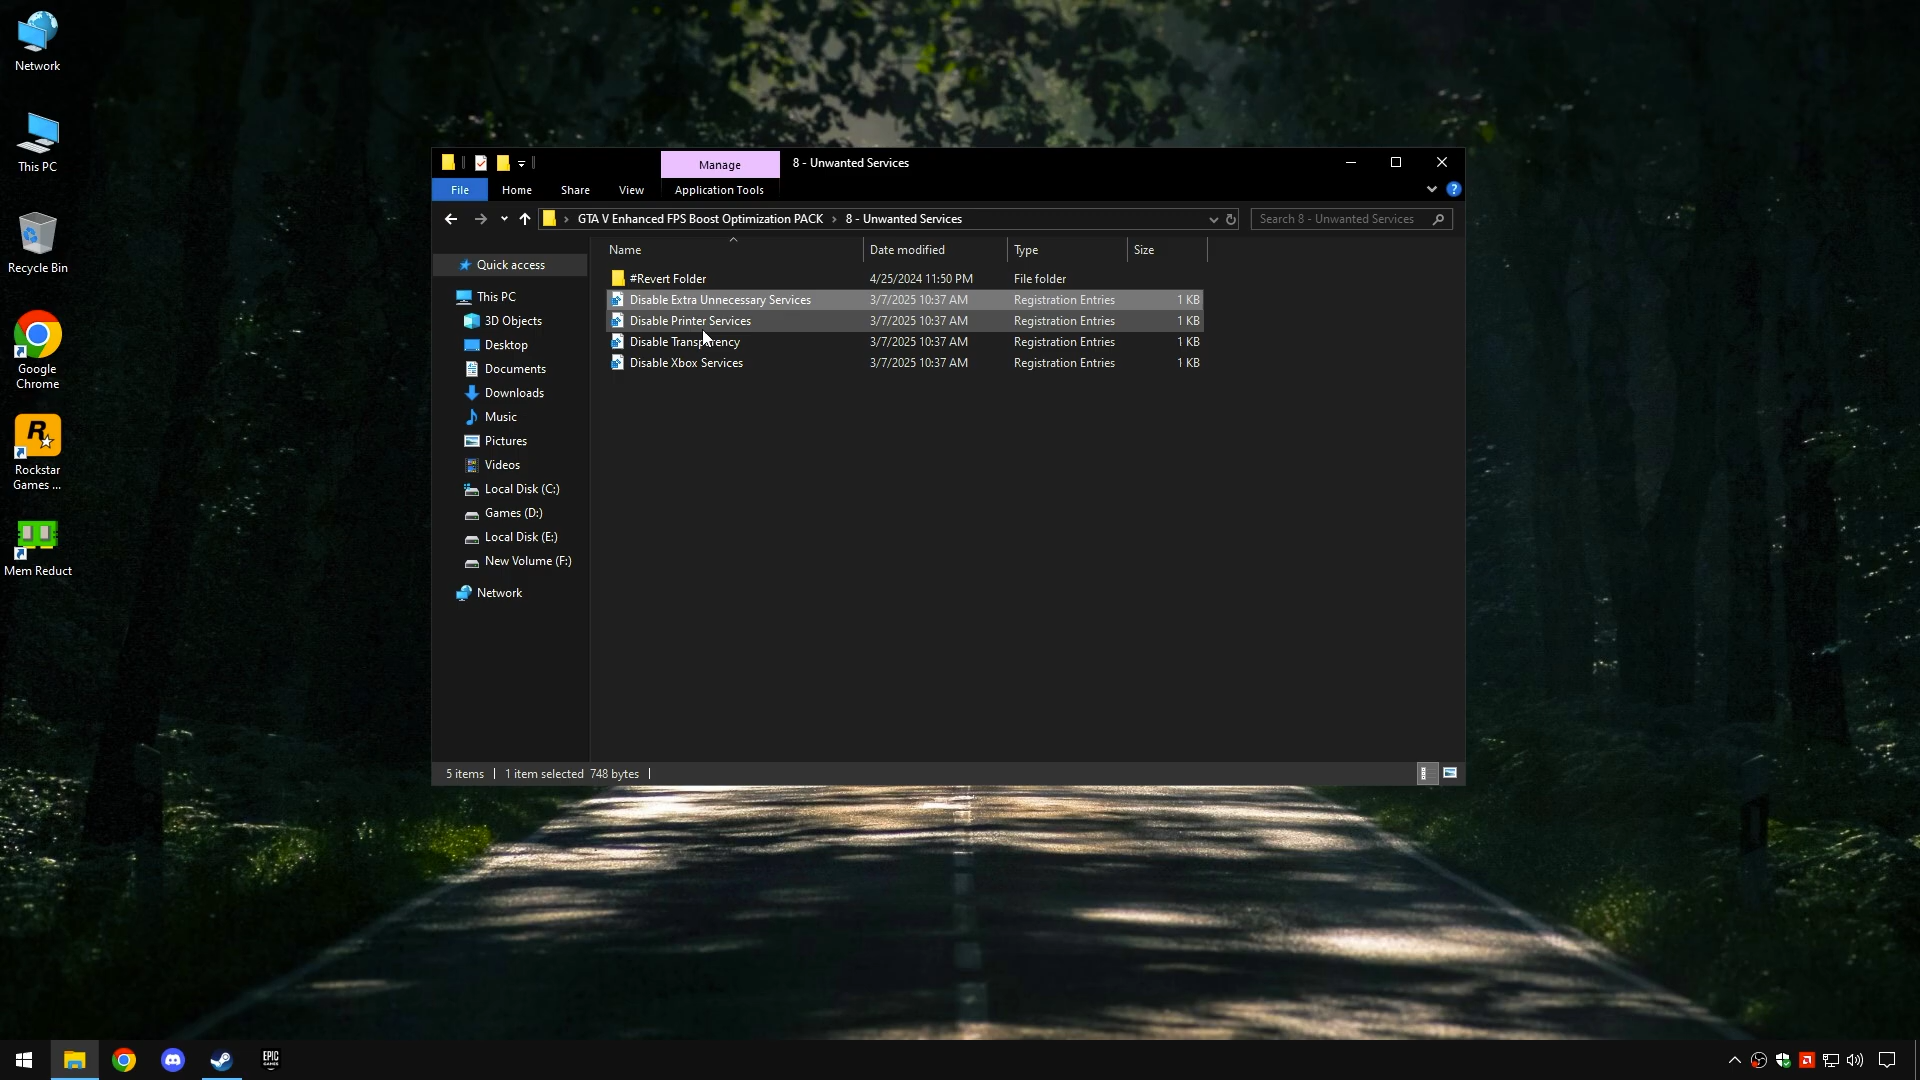 Network
This PC
Recycle Bin
Google
Chrome
Rockstar
Games ...
Mem Reduct
Manage
8 - Unwanted Services
File
Home
Share
View
Application Tools
GTA V Enhanced FPS Boost Optimization PACK
8 - Unwanted Services
Search 8 - Unwanted Services
Quick access
This PC
3D Objects
Desktop
Documents
Downloads
Music
Pictures
Videos
Local Disk (C:)
Games (D:)
Local Disk (E:)
New Volume (F:)
Network
Name Date modified Type Size
#Revert Folder 4/25/2024 11:50 PM File folder
Disable Extra Unnecessary Services 3/7/2025 10:37 AM Registration Entries 1 KB
Disable Printer Services 3/7/2025 10:37 AM Registration Entries 1 KB
Disable Transparency 3/7/2025 10:37 AM Registration Entries 1 KB
Disable Xbox Services 3/7/2025 10:37 AM Registration Entries 1 KB
5 items 1 item selected 748 bytes
EPIC
GAMES